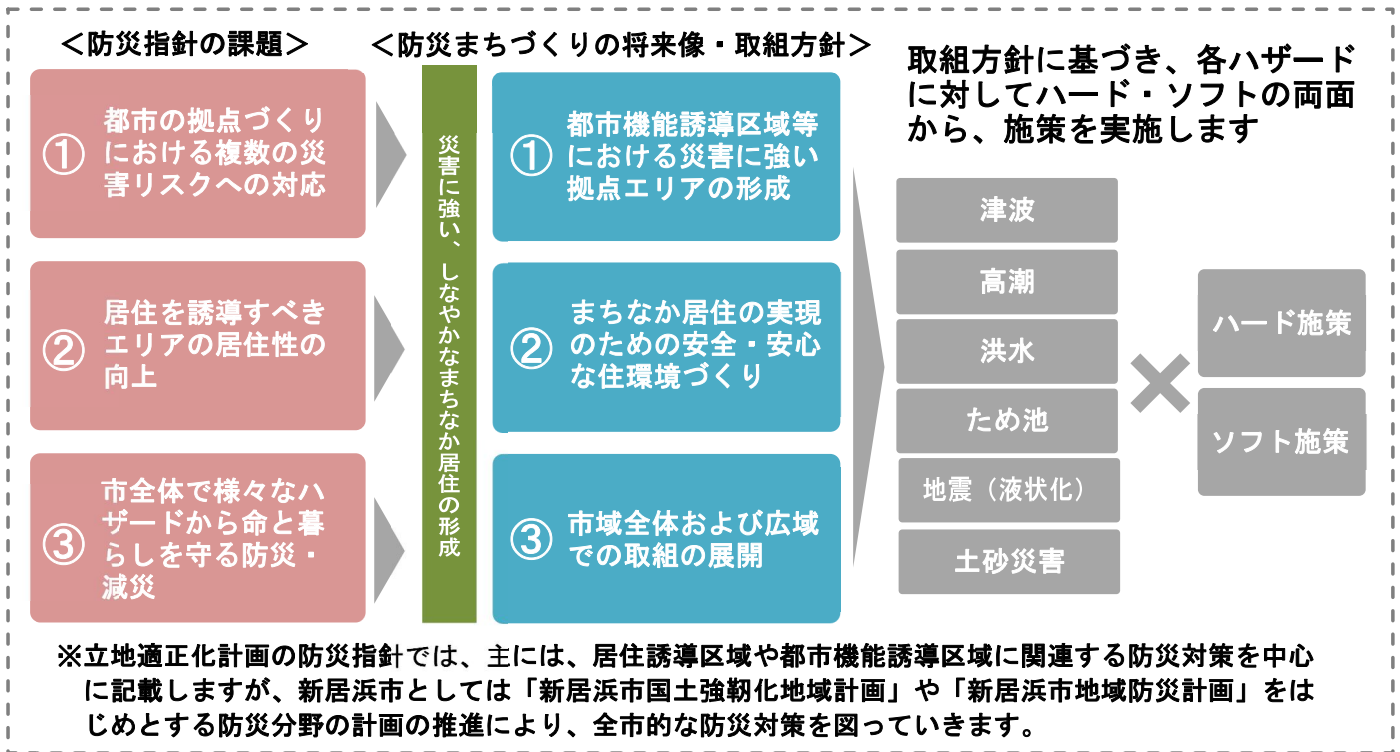 ＜防災指針の課題＞
①
都市の拠点づくり
における複数の災
害リスクへの対応
②
居住を誘導すべき
エリアの居住性の
向上
③
市全体で様々なハ
ザードから命と暮
らしを守る防災・
減災
＜防災まちづくりの将来像・取組方針＞
災害に強い、しなやかなまちなか居住の形成
①
都市機能誘導区域等
における災害に強い
拠点エリアの形成
②
まちなか居住の実現
のための安全・安心
な住環境づくり
③
市域全体および広域
での取組の展開
取組方針に基づき、各ハザード
に対してハード・ソフトの両面
から、施策を実施します
津波
高潮
洪水
ため池
地震（液状化）
土砂災害
ハード施策
ソフト施策
※立地適正化計画の防災指針では、主には、居住誘導区域や都市機能誘導区域に関連する防災対策を中心
に記載しますが、新居浜市としては「新居浜市国土強靭化地域計画」や「新居浜市地域防災計画」をは
じめとする防災分野の計画の推進により、全市的な防災対策を図っていきます。